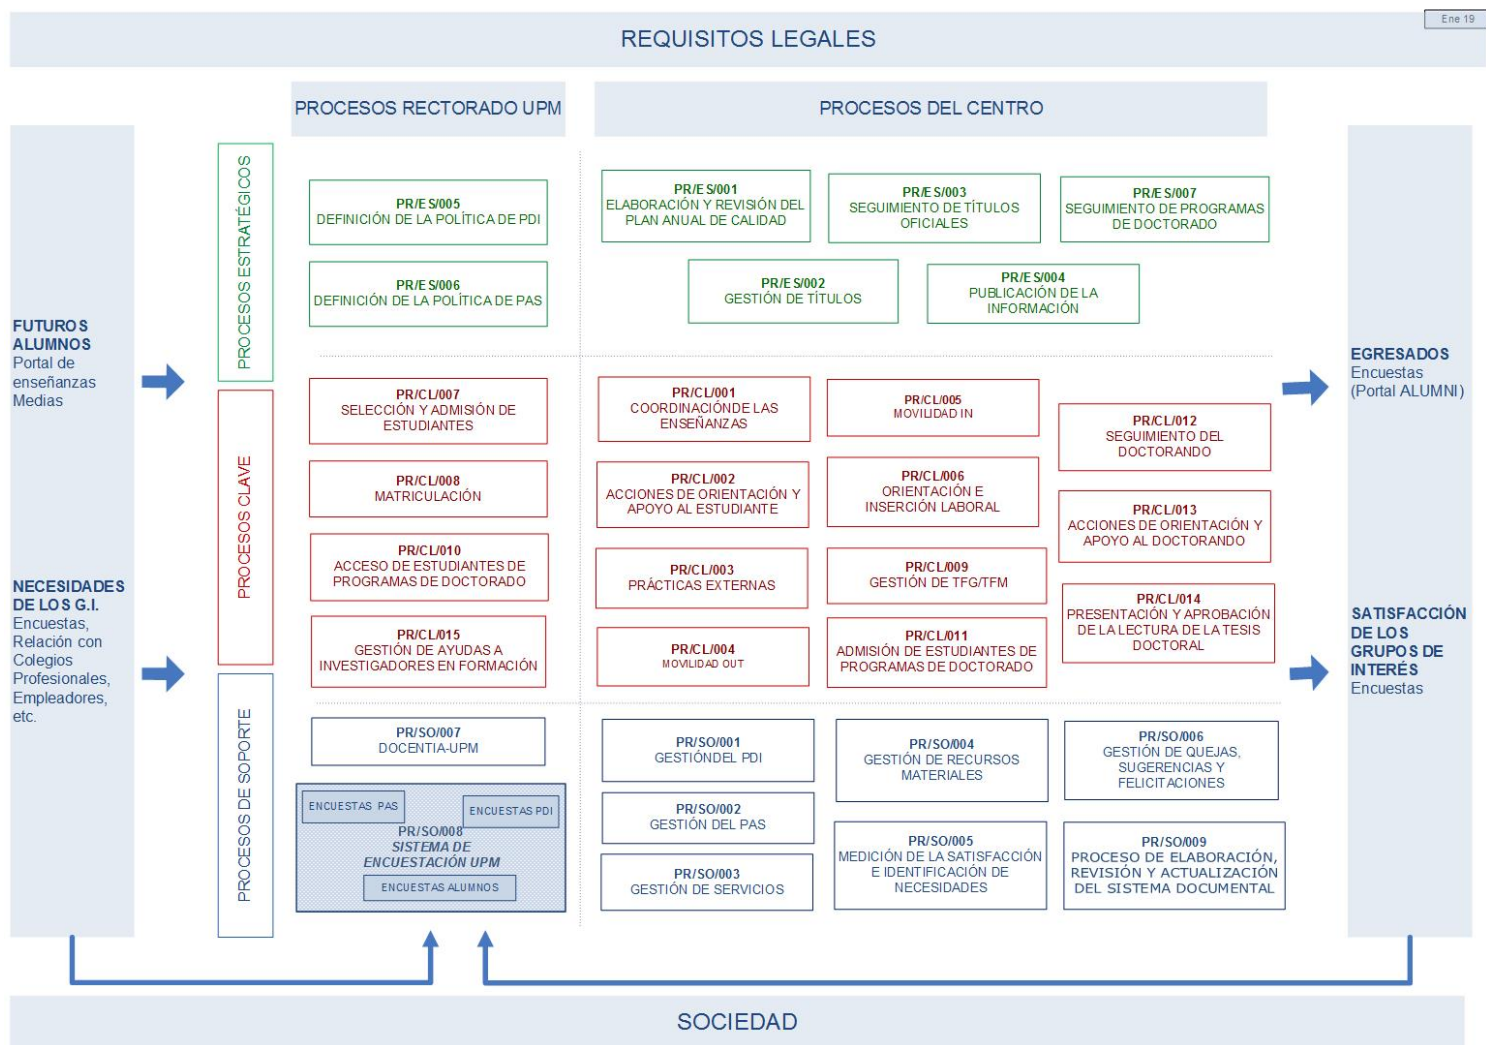 Ene 19
REQUISITOS LEGALES
PROCESOS RECTORADO UPM
PROCESOS DEL CENTRO
FUTUROS
ALUMNOS
Portal de
enseñanzas
Medias
NECESIDADES
DE LOS G.I.
Encuestas,
Relación con
Colegios
Profesionales,
Empleadores,
etc.
PROCESOS ESTRATÉGICOS
PR/ES/005
DEFINICIÓN DE LA POLÍTICA DE PDI
PR/ES/006
DEFINICIÓN DE LA POLÍTICA DE PAS
PR/ES/001
ELABORACIÓN Y REVISIÓN DEL
PLAN ANUAL DE CALIDAD
PR/ES/003
SEGUIMIENTO DE TÍTULOS
OFICIALES
PR/ES/007
SEGUIMIENTO DE PROGRAMAS
DE DOCTORADO
PR/ES/002
GESTIÓN DE TÍTULOS
PR/ES/004
PUBLICACIÓN DE LA
INFORMACIÓN
PROCESOS CLAVE
PR/CL/007
SELECCIÓN Y ADMISIÓN DE
ESTUDIANTES
PR/CL/008
MATRICULACIÓN
PR/CL/010
ACCESO DE ESTUDIANTES DE
PROGRAMAS DE DOCTORADO
PR/CL/015
GESTIÓN DE AYUDAS A
INVESTIGADORES EN FORMACIÓN
PR/CL/001
COORDINACIÓNDE LAS
ENSEÑANZAS
PR/CL/002
ACCIONES DE ORIENTACIÓN Y
APOYO AL ESTUDIANTE
PR/CL/003
PRÁCTICAS EXTERNAS
PR/CL/004
MOVILIDAD OUT
PR/CL/005
MOVILIDAD IN
PR/CL/006
ORIENTACIÓN E
INSERCIÓN LABORAL
PR/CL/009
GESTIÓN DE TFG/TFM
PR/CL/011
ADMISIÓN DE ESTUDIANTES DE
PROGRAMAS DE DOCTORADO
PR/CL/012
SEGUIMIENTO DEL
DOCTORANDO
PR/CL/013
ACCIONES DE ORIENTACIÓN Y
APOYO AL DOCTORANDO
PR/CL/014
PRESENTACIÓN Y APROBACIÓN
DE LA LECTURA DE LA TESIS
DOCTORAL
PROCESOS DE SOPORTE
PR/SO/007
DOCENTIA-UPM
ENCUESTAS PAS
ENCUESTAS PDI
PR/SO/008
SISTEMA DE
ENCUESTACIÓN UPM
ENCUESTAS ALUMNOS
PR/SO/001
GESTIÓNDEL PDI
PR/SO/002
GESTIÓN DEL PAS
PR/SO/003
GESTIÓN DE SERVICIOS
PR/SO/004
GESTIÓN DE RECURSOS
MATERIALES
PR/SO/005
MEDICIÓN DE LA SATISFACCIÓN
E IDENTIFICACIÓN DE
NECESIDADES
PR/SO/006
GESTIÓN DE QUEJAS,
SUGERENCIAS Y
FELICITACIONES
PR/SO/009
PROCESO DE ELABORACIÓN,
REVISIÓN Y ACTUALIZACIÓN
DEL SISTEMA DOCUMENTAL
EGRESADOS
Encuestas
(Portal ALUMNI)
SATISFACCIÓN
DE LOS
GRUPOS DE
INTERÉS
Encuestas
SOCIEDAD